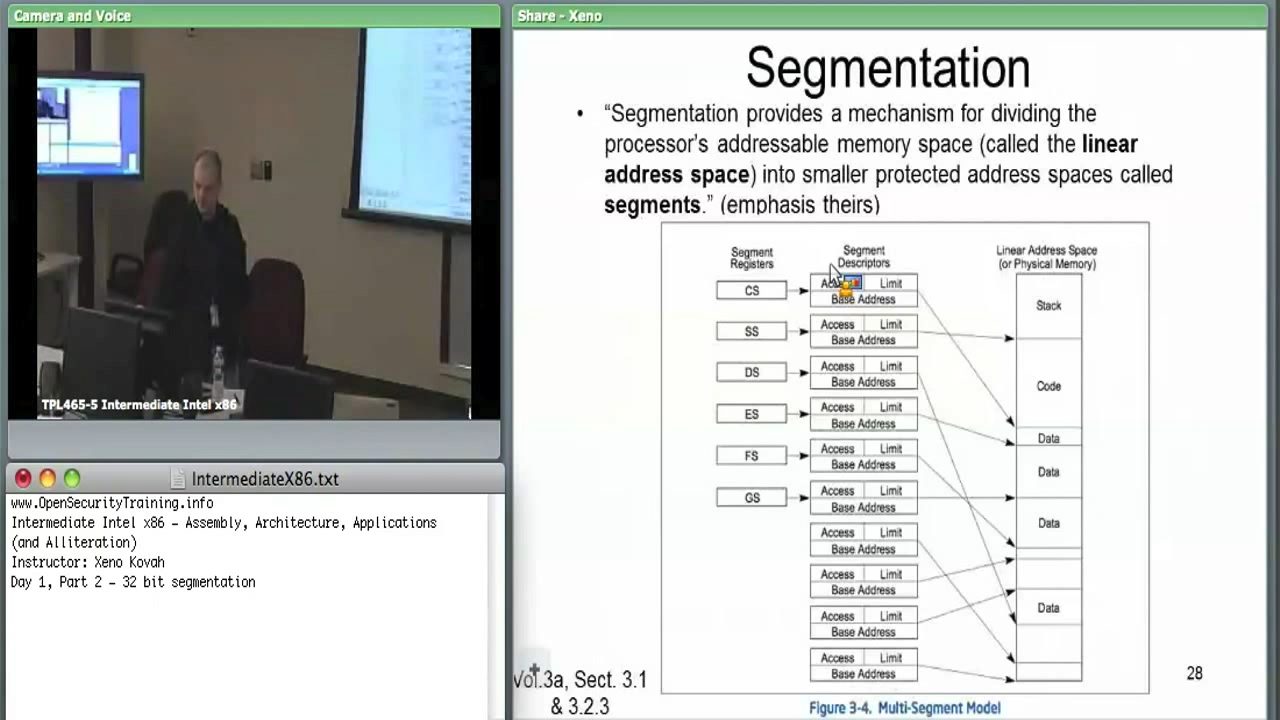 Camera and Voice
TPL465-5 Intermediate Intel x86
IntermediateX86.txt
www.OpenSecurityTraining.info
Intermediate Intel x86 – Assembly, Architecture, Applications
(and Alliteration)
Instructor: Xeno Kovah
Day 1, Part 2 – 32 bit segmentation
Share - Xeno
Segmentation
• “Segmentation provides a mechanism for dividing the
processor’s addressable memory space (called the linear
address space) into smaller protected address spaces called
segments.” (emphasis theirs)
Segment
Registers
Segment
Descriptors
Linear Address Space
(or Physical Memory)
CS
Limit
Base Address
Stack
SS
Access Limit
Base Address
DS
Access Limit
Base Address
Code
ES
Access Limit
Base Address
Data
FS
Access Limit
Base Address
Data
GS
Access Limit
Base Address
Data
Access Limit
Base Address
Access Limit
Base Address
Access Limit
Base Address
Data
Access Limit
Base Address
Vol.3a, Sect. 3.1
& 3.2.3
28
Figure 3-4. Multi-Segment Model